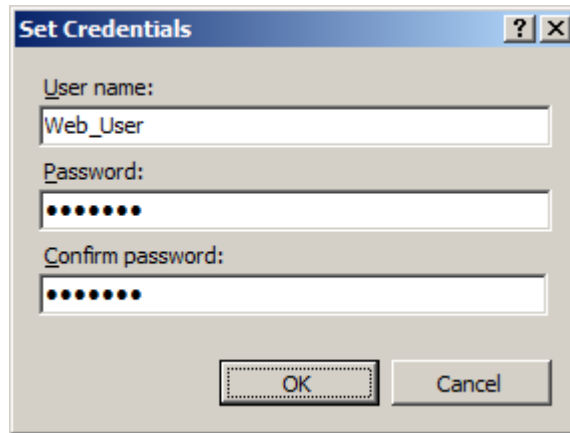 Set Credentials
User name:
Web_User
Password:
●●●●●●●
Confirm password:
●●●●●●●
OK
Cancel